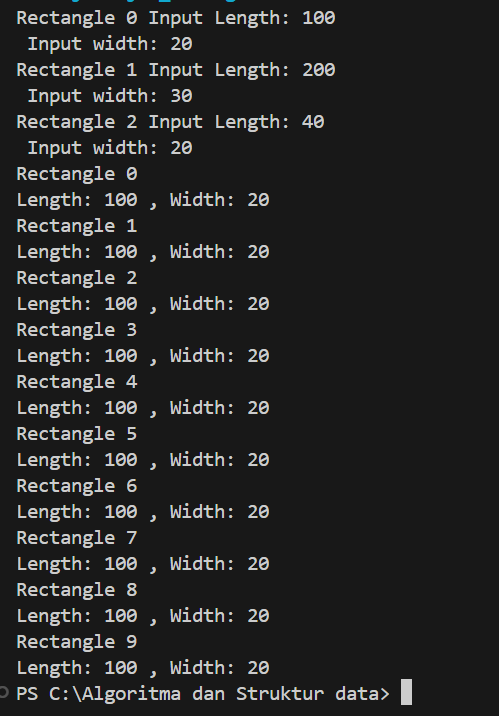 Rectangle 0 Input Length: 100
 Input width: 20
Rectangle 1 Input Length: 200
 Input width: 30
Rectangle 2 Input Length: 40
 Input width: 20
Rectangle 0
Length: 100 , Width: 20
Rectangle 1
Length: 100 , Width: 20
Rectangle 2
Length: 100 , Width: 20
Rectangle 3
Length: 100 , Width: 20
Rectangle 4
Length: 100 , Width: 20
Rectangle 5
Length: 100 , Width: 20
Rectangle 6
Length: 100 , Width: 20
Rectangle 7
Length: 100 , Width: 20
Rectangle 8
Length: 100 , Width: 20
Rectangle 9
Length: 100 , Width: 20
PS C:\Algoritma dan Struktur data>